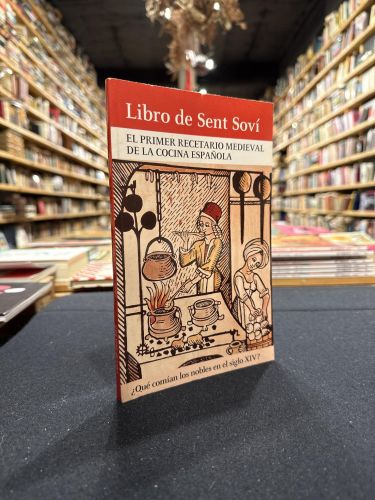 Libro de Sent Soví
EL PRIMER RECETARIO MEDIEVAL
DE LA COCINA ESPAÑOLA
¿Qué comían los nobles en el siglo XIV?